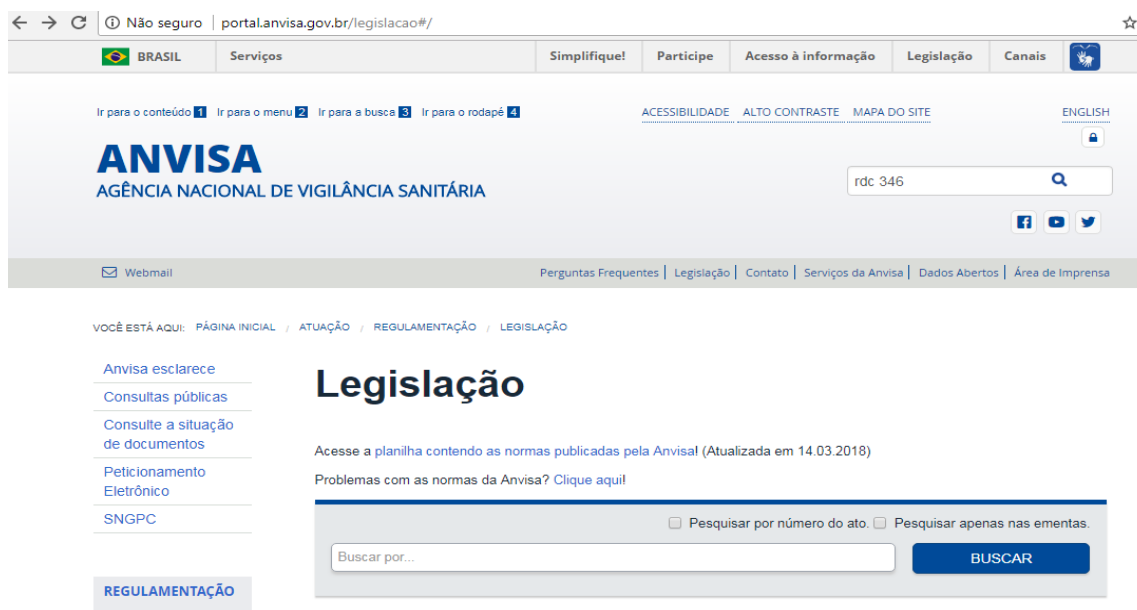 Não seguro portal.anvisa.gov.br/legislacao#/
BRASIL Serviços Simplifique! Participe Acesso à informação Legislação Canais
Ir para o conteúdo 1 Ir para o menu 2 Ir para a busca 3 Ir para o rodapé 4 ACESSIBILIDADE ALTO CONTRASTE MAPA DO SITE ENGLISH
ANVISA
AGÊNCIA NACIONAL DE VIGILÂNCIA SANITÁRIA
rdc 346
Webmail Perguntas Frequentes Legislação Contato Serviços da Anvisa Dados Abertos Área de Imprensa
VOCÊ ESTÁ AQUI: PÁGINA INICIAL / ATUAÇÃO / REGULAMENTAÇÃO / LEGISLAÇÃO
Anvisa esclarece
Consultas públicas
Consulte a situação
de documentos
Peticionamento
Eletrônico
SNGPC
REGULAMENTAÇÃO
Legislação
Acesse a planilha contendo as normas publicadas pela Anvisa! (Atualizada em 14.03.2018)
Problemas com as normas da Anvisa? Clique aqui!
Pesquisar por número do ato. Pesquisar apenas nas ementas.
Buscar por... BUSCAR